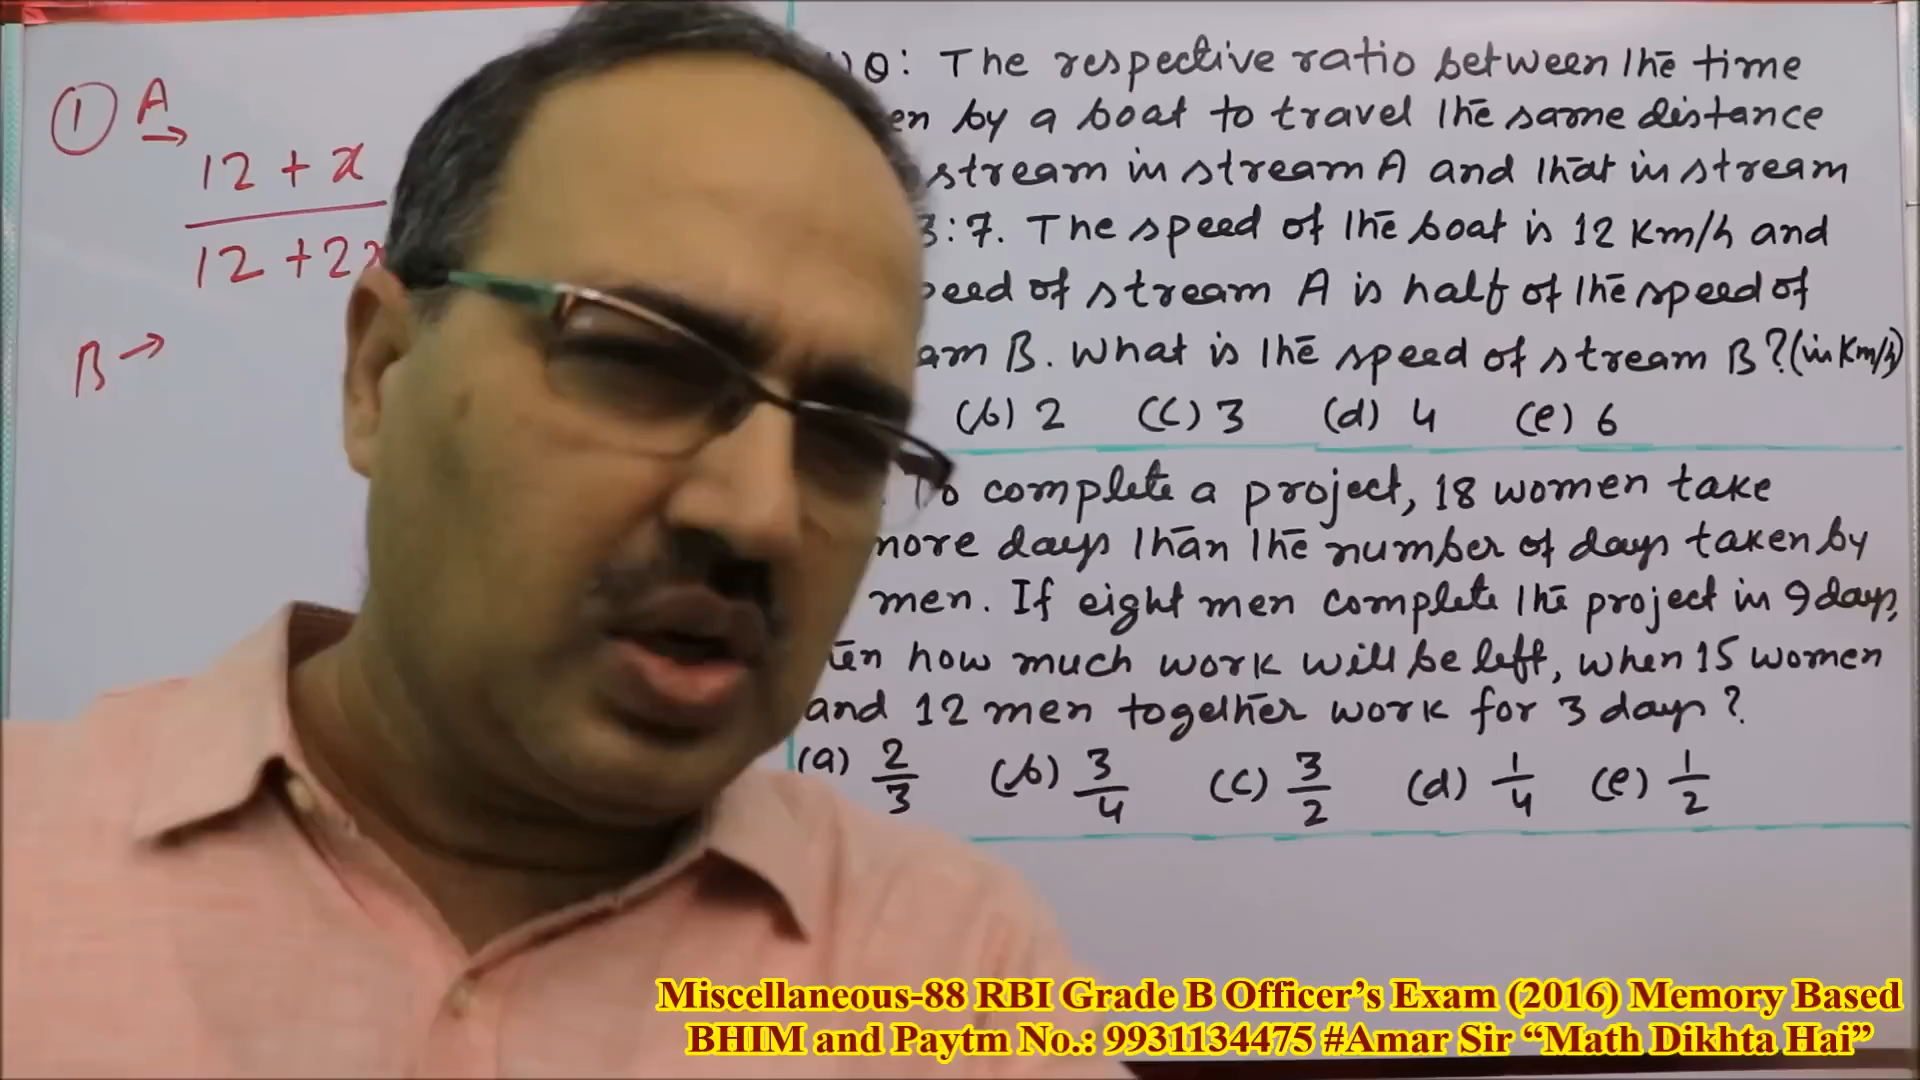 1 A →
12 + x
12 + 2x
B →
Q: The respective ratio between the time
en by a boat to travel the same distance
stream in stream A and that in stream
3:7. The speed of the boat is 12 Km/h and
peed of stream A is half of the speed of
am B. What is the speed of stream B? (in Km/h)
(b) 2 (c) 3 (d) 4 (e) 6
To complete a project, 18 women take
more days than the number of days taken by
men. If eight men complete the project in 9 days,
how much work will be left, when 15 women
and 12 men together work for 3 days?
(a) 2/3 (b) 3/4 (c) 3/2 (d) 1/4 (e) 1/2
Miscellaneous-88 RBI Grade B Officer's Exam (2016) Memory Based
BHIM and Paytm No.: 9931134475 #Amar Sir “Math Dikhta Hai”